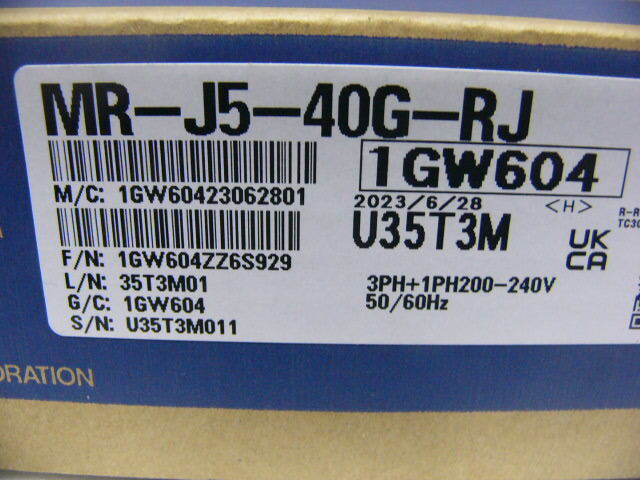 MR-J5-40G-RJ
1GW604
M/C: 1GW60423062801
2023/6/28 <H>
U35T3M
F/N: 1GW604ZZ6S929
UK
CA
L/N: 35T3M01
3PH+1PH200-240V
G/C: 1GW604
50/60Hz
S/N: U35T3M011
R-R
TC30
ORATION